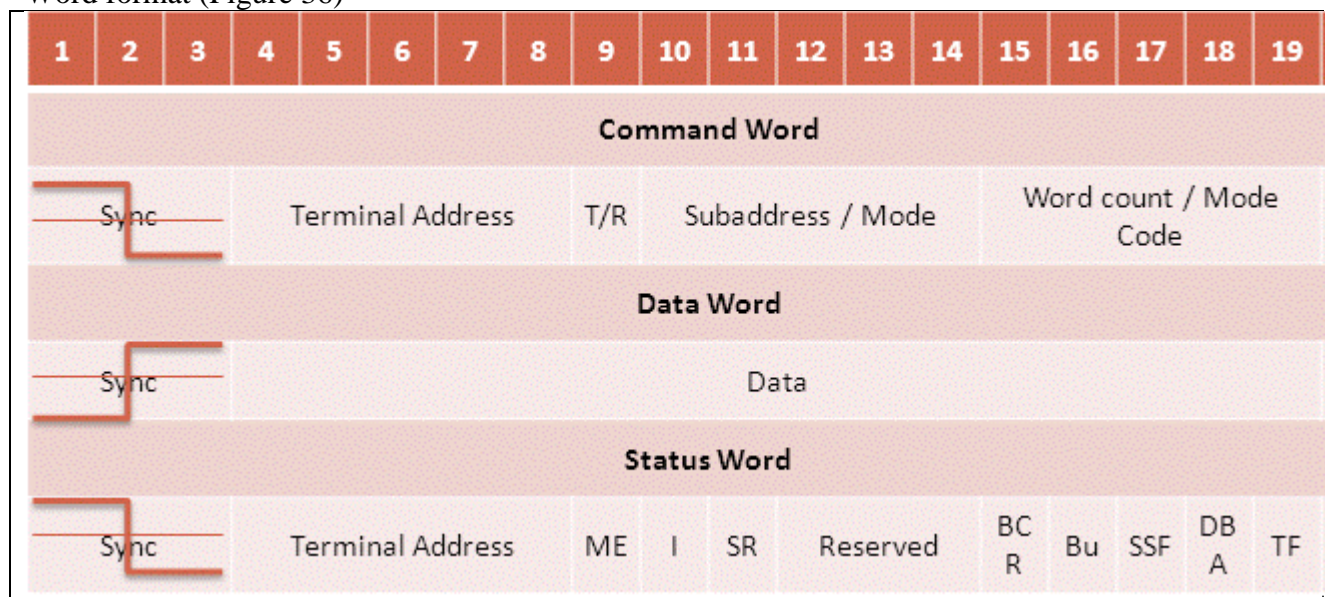 Word format (Figure 36)
1 2 3 4 5 6 7 8 9 10 11 12 13 14 15 16 17 18 19
Command Word
Sync Terminal Address T/R Subaddress / Mode Word count / Mode
Code
Data Word
Sync Data
Status Word
Sync Terminal Address ME I SR Reserved BC Bu SSF DB TF
R A